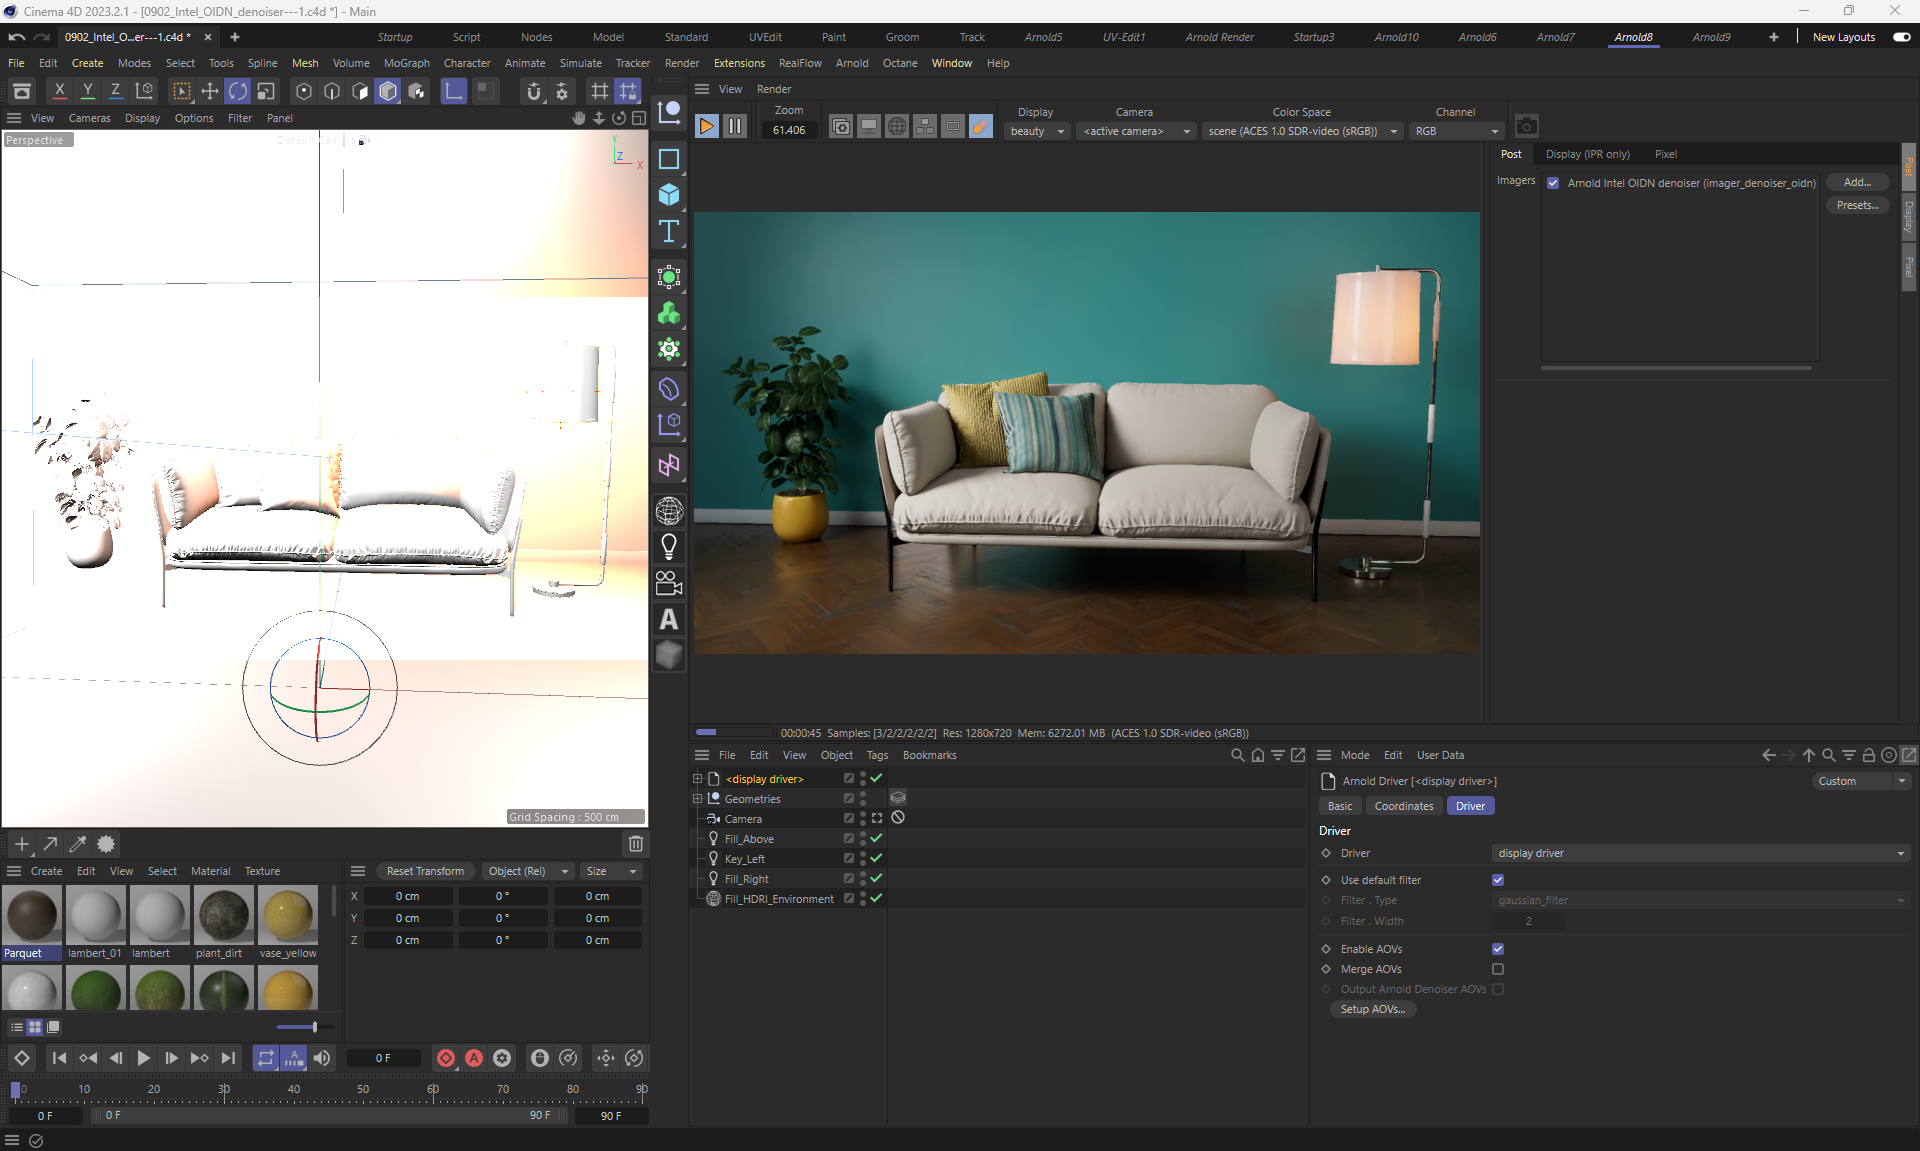 Cinema 4D 2023.2.1 - [0902_Intel_OIDN_denoiser---1.c4d *] - Main
0902_Intel_O...er---1.c4d * × + Startup Script Nodes Model Standard UVEdit Paint Groom Track Arnold5 UV-Edit1 Arnold Render Startup3 Arnold10 Arnold6 Arnold7 Arnold8 Arnold9 + New Layouts
File Edit Create Modes Select Tools Spline Mesh Volume MoGraph Character Animate Simulate Tracker Render Extensions RealFlow Arnold Octane Window Help
X Y Z
View Render
View Cameras Display Options Filter Panel
Zoom Display Camera Color Space Channel
61.406 beauty <active camera> scene (ACES 1.0 SDR-video (sRGB)) RGB
Perspective
Y
Z
X
Post Display (IPR only) Pixel
Imagers Arnold Intel OIDN denoiser (imager_denoiser_oidn) Add...
Presets...
Post
Display
Pixel
T
A
Grid Spacing : 500 cm
00:00:45 Samples: [3/2/2/2/2/2] Res: 1280x720 Mem: 6272.01 MB (ACES 1.0 SDR-video (sRGB))
File Edit View Object Tags Bookmarks
<display driver>
Geometries
Camera
Fill_Above
Key_Left
Fill_Right
Fill_HDRI_Environment
Mode Edit User Data
Arnold Driver [<display driver>]
Custom
Basic Coordinates Driver
Driver
Driver display driver
Use default filter
Filter . Type gaussian_filter
Filter . Width 2
Enable AOVs
Merge AOVs
Output Arnold Denoiser AOVs
Setup AOVs...
Create Edit View Select Material Texture
Parquet lambert_01 lambert plant_dirt vase_yellow
Reset Transform Object (Rel) Size
X 0 cm 0 ° 0 cm
Y 0 cm 0 ° 0 cm
Z 0 cm 0 ° 0 cm
0 F
A
A
0 10 20 30 40 50 60 70 80 90
0 F 0 F 90 F 90 F